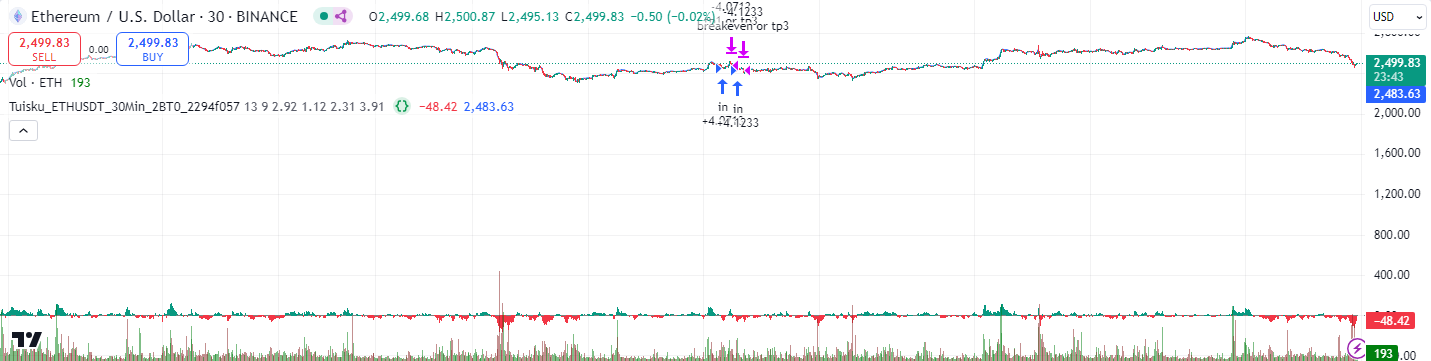 Ethereum / U.S. Dollar · 30 · BINANCE
O2,499.68 H2,500.87 L2,495.13 C2,499.83 −0.50 (−0.02%)
2,499.83
SELL
0.00
2,499.83
BUY
Vol · ETH 193
Tuisku_ETHUSDT_30Min_2BT0_2294f057 13 9 2.92 1.12 2.31 3.91 −48.42 2,483.63
-4.0712
-4.1233
breakeven or tp3
in
in
+4.1233
USD
2,499.83
23:43
2,483.63
2,000.00
1,600.00
1,200.00
800.00
400.00
−48.42
193